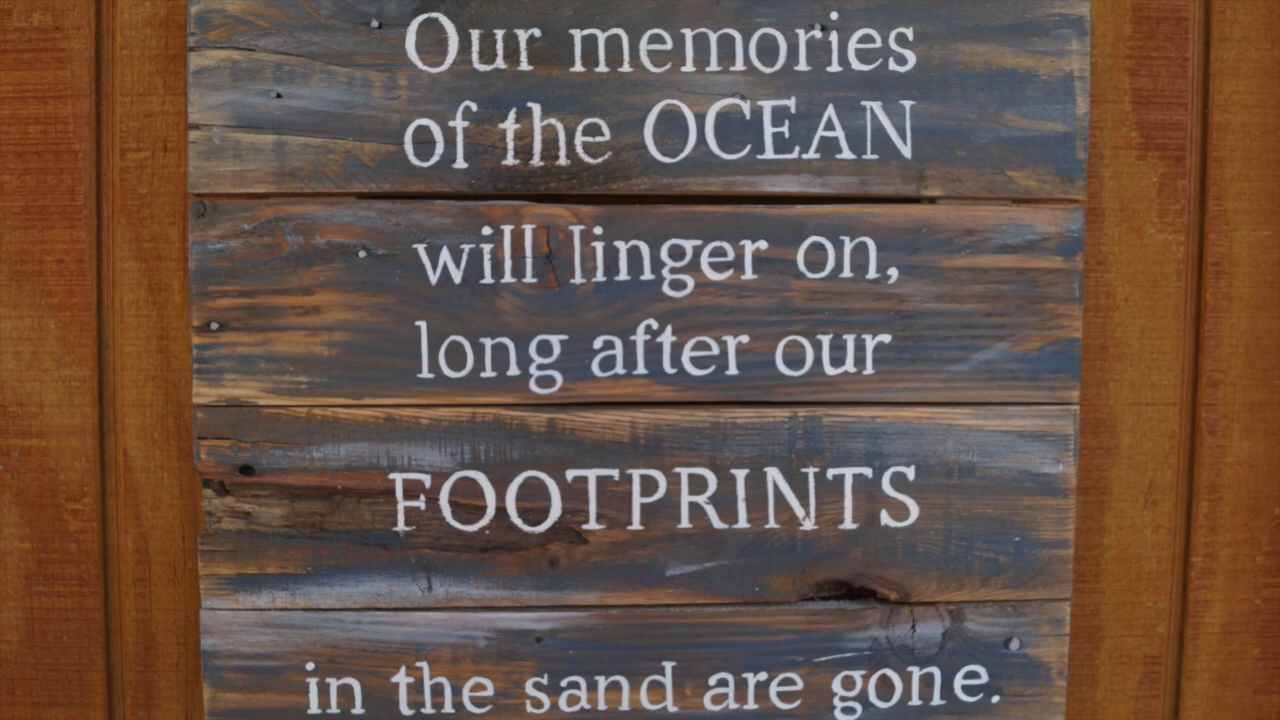 Our memories
of the OCEAN
will linger on,
long after our
FOOTPRINTS
in the sand are gone.